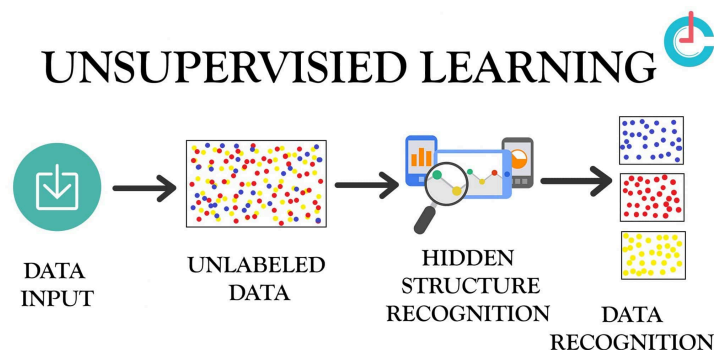 UNSUPERVISIED LEARNING
DATA
INPUT
UNLABELED
DATA
HIDDEN
STRUCTURE
RECOGNITION
DATA
RECOGNITION